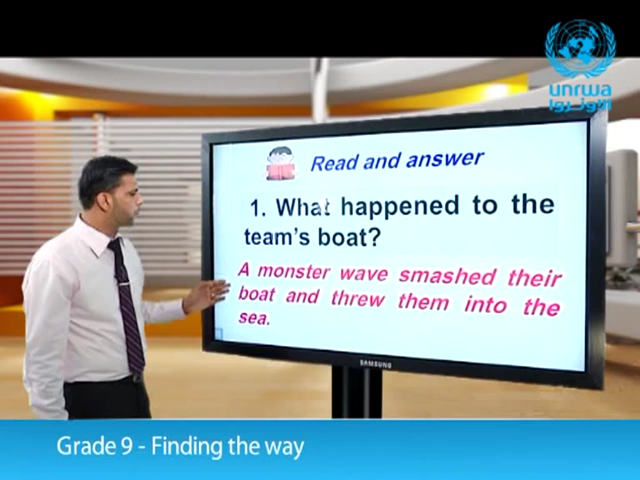 unrwa
الأونروا
Read and answer
1. What happened to the
team's boat?
A monster wave smashed their
boat and threw them into the
sea.
SAMSUNG
Grade 9 - Finding the way